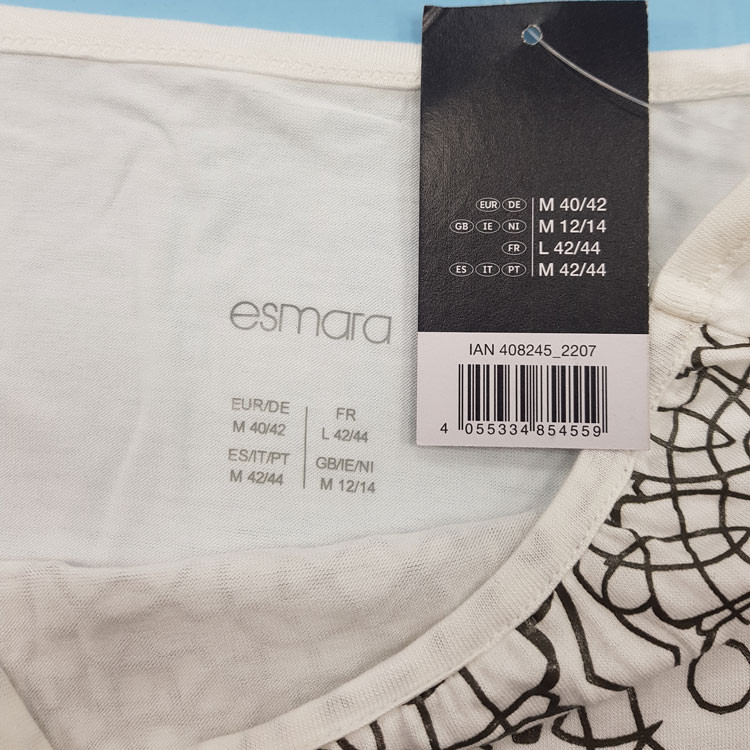 EUR DE M 40/42
GB IE NI M 12/14
FR L 42/44
ES IT PT M 42/44
IAN 408245_2207
4 055334 854559
esmara
EUR/DE FR
M 40/42 L 42/44
ES/IT/PT GB/IE/NI
M 42/44 M 12/14